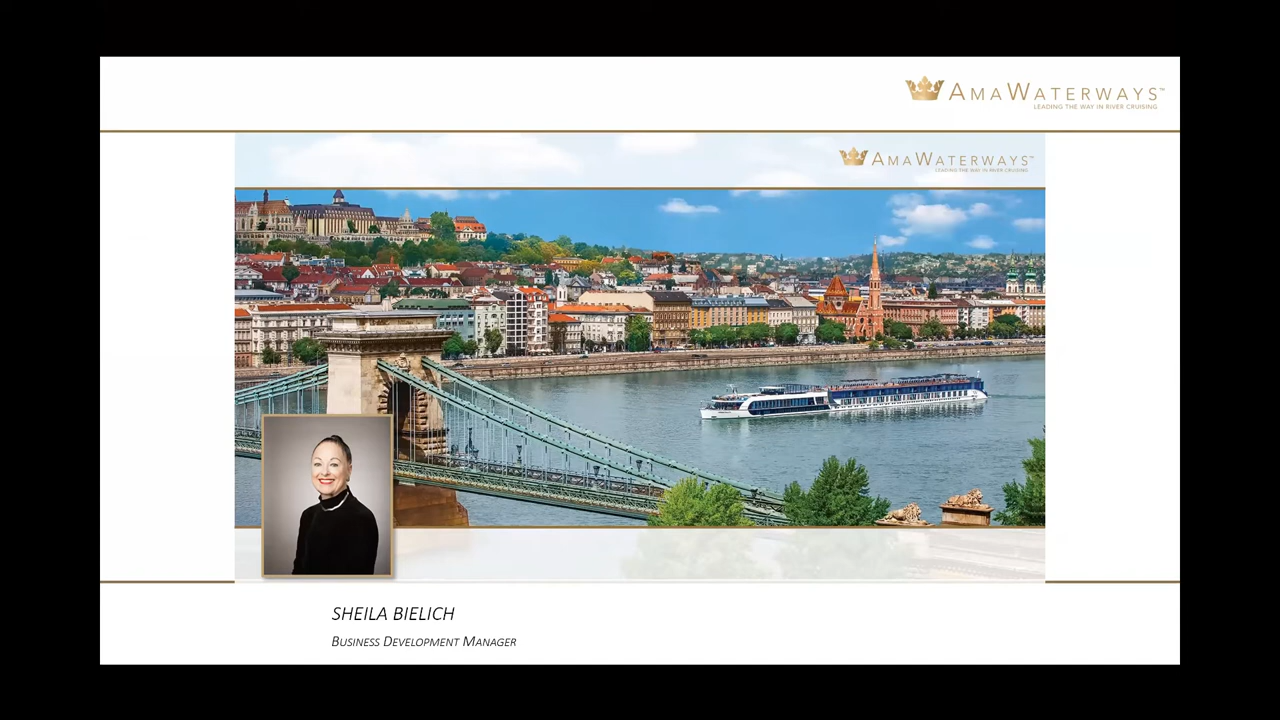 AMAWATERWAYS™
LEADING THE WAY IN RIVER CRUISING
AMAWATERWAYS™
LEADING THE WAY IN RIVER CRUISING
SHEILA BIELICH
BUSINESS DEVELOPMENT MANAGER